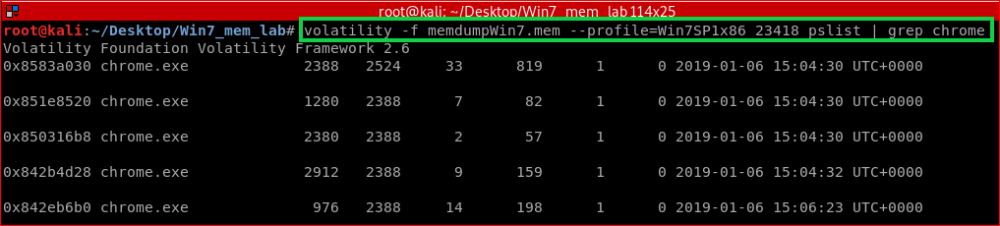 root@kali: ~/Desktop/Win7_mem_lab 114x25
root@kali:~/Desktop/Win7_mem_lab# volatility -f memdumpWin7.mem --profile=Win7SP1x86_23418 pslist | grep chrome
Volatility Foundation Volatility Framework 2.6
0x8583a030 chrome.exe 2388 2524 33 819 1 0 2019-01-06 15:04:30 UTC+0000
0x851e8520 chrome.exe 1280 2388 7 82 1 0 2019-01-06 15:04:30 UTC+0000
0x850316b8 chrome.exe 2380 2388 2 57 1 0 2019-01-06 15:04:30 UTC+0000
0x842b4d28 chrome.exe 2912 2388 9 159 1 0 2019-01-06 15:04:32 UTC+0000
0x842eb6b0 chrome.exe 976 2388 14 198 1 0 2019-01-06 15:06:23 UTC+0000